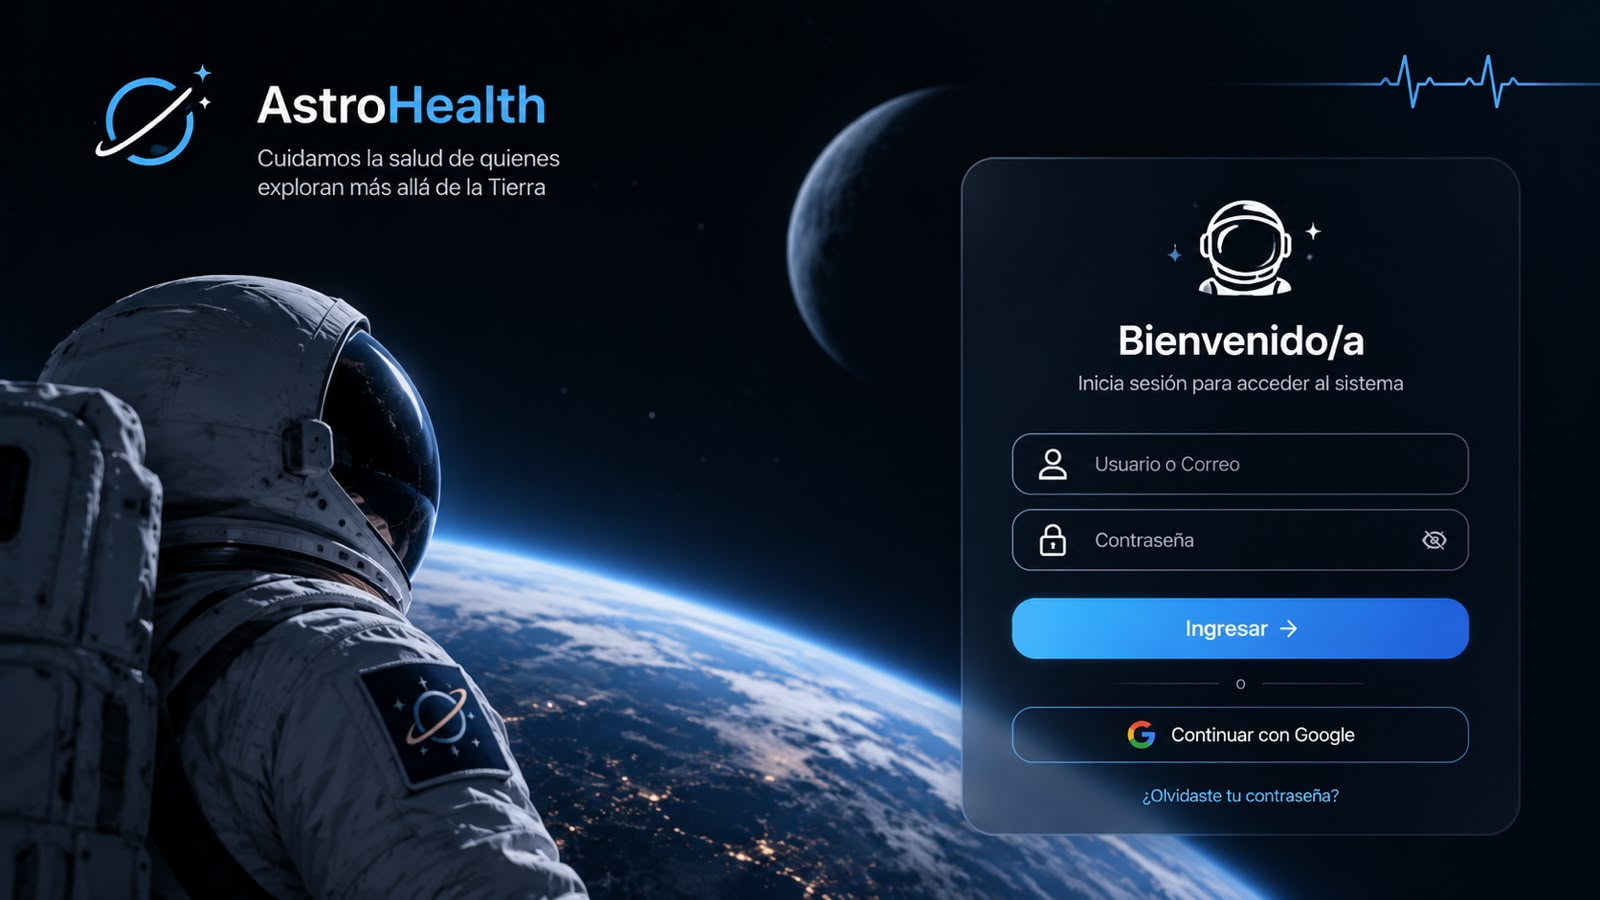 AstroHealth
Cuidamos la salud de quienes
exploran más allá de la Tierra
Bienvenido/a
Inicia sesión para acceder al sistema
Usuario o Correo
Contraseña
Ingresar →
o
Continuar con Google
¿Olvidaste tu contraseña?